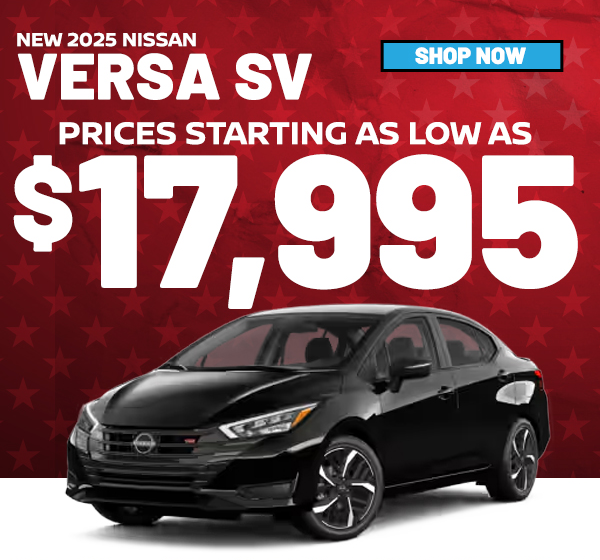 NEW 2025 NISSAN
VERSA SV
SHOP NOW
PRICES STARTING AS LOW AS
$17,995